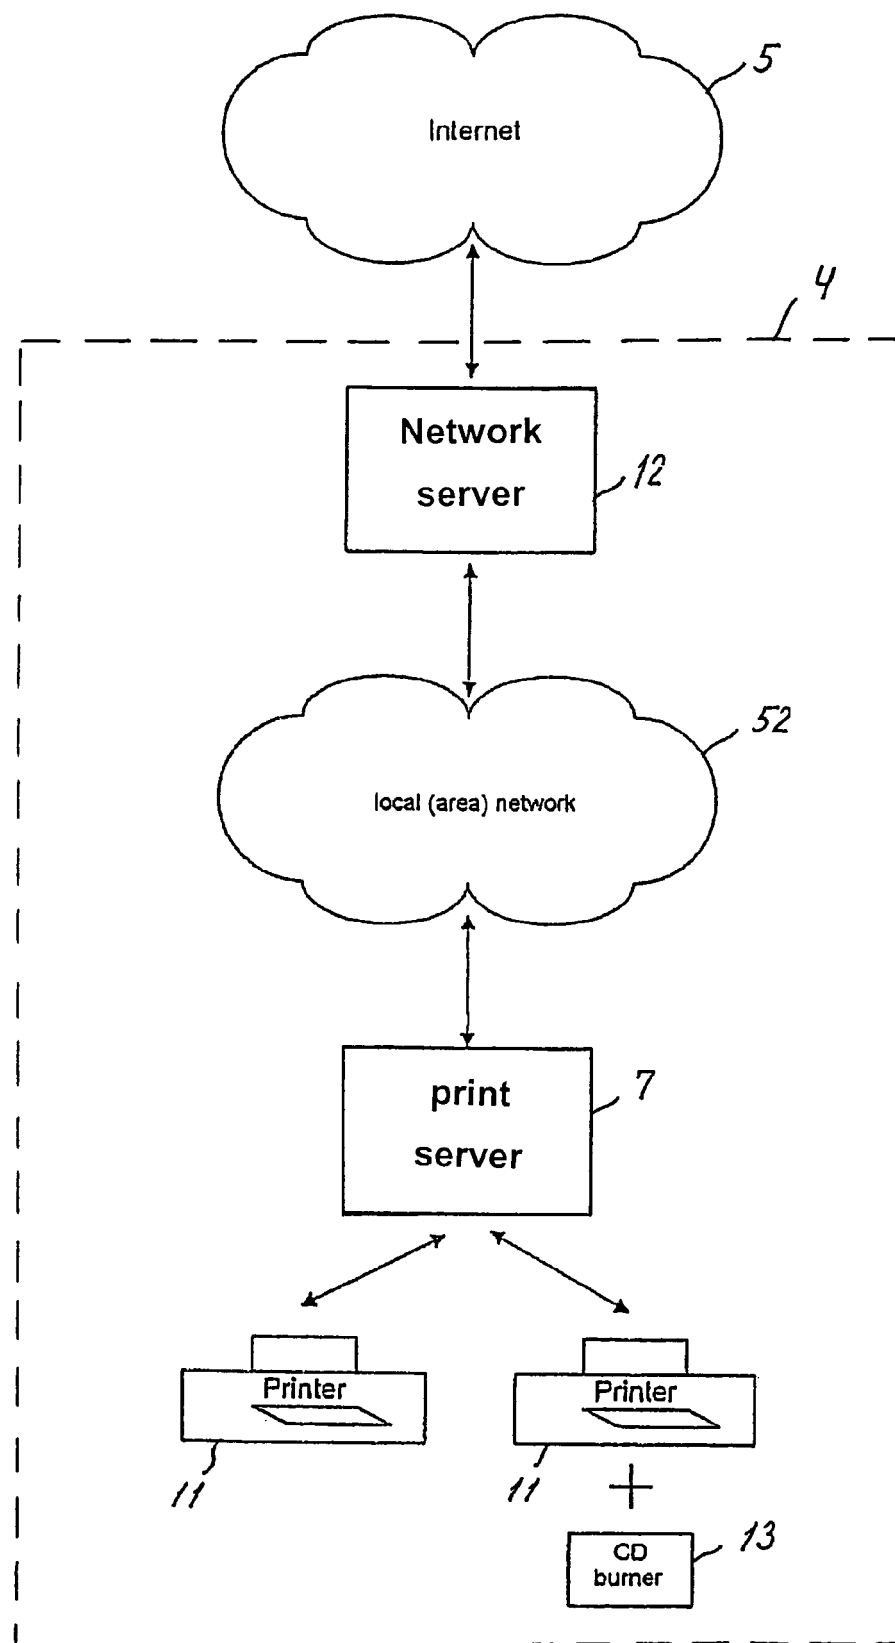 5
Internet
4
Network
server
12
52
local (area) network
7
print
server
Printer
Printer
11
11
+
13
CD
burner